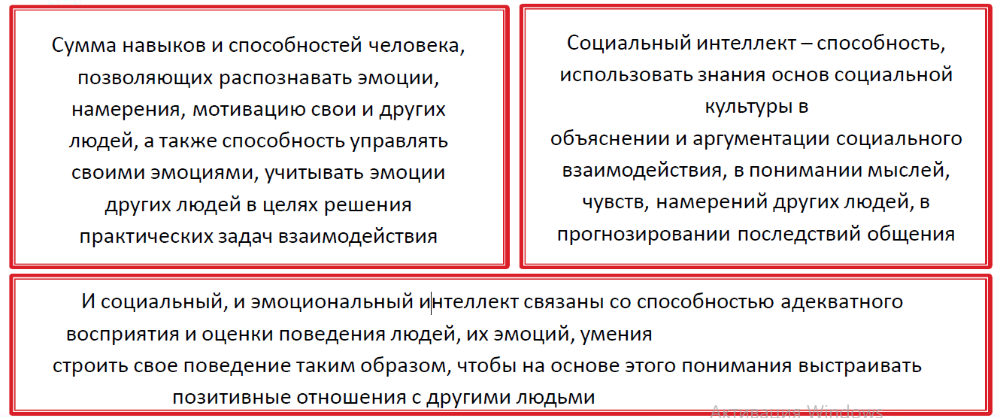 Сумма навыков и способностей человека,
позволяющих распознавать эмоции,
намерения, мотивацию свои и других
людей, а также способность управлять
своими эмоциями, учитывать эмоции
других людей в целях решения
практических задач взаимодействия
Социальный интеллект – способность,
использовать знания основ социальной
культуры в
объяснении и аргументации социального
взаимодействия, в понимании мыслей,
чувств, намерений других людей, в
прогнозировании последствий общения
И социальный, и эмоциональный интеллект связаны со способностью адекватного
восприятия и оценки поведения людей, их эмоций, умения
строить свое поведение таким образом, чтобы на основе этого понимания выстраивать
позитивные отношения с другими людьми
Активация Windows